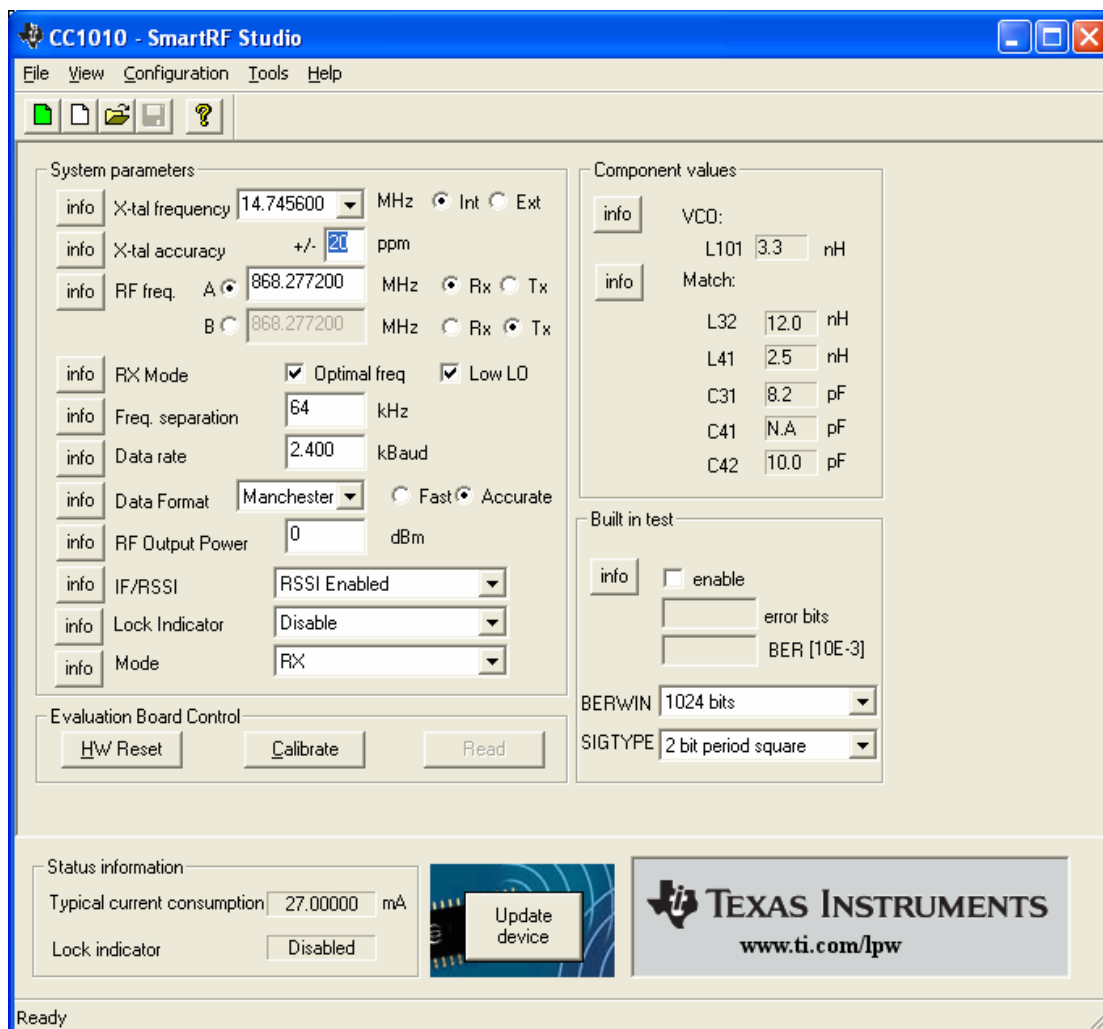 CC1010 - SmartRF Studio
File View Configuration Tools Help
System parameters
info X-tal frequency 14.745600 MHz Int Ext
info X-tal accuracy +/- 20 ppm
info RF freq. A 868.277200 MHz Rx Tx
B 868.277200 MHz Rx Tx
info RX Mode Optimal freq Low LO
info Freq. separation 64 kHz
info Data rate 2.400 kBaud
info Data Format Manchester Fast Accurate
info RF Output Power 0 dBm
info IF/RSSI RSSI Enabled
info Lock Indicator Disable
info Mode RX
Evaluation Board Control
HW Reset Calibrate Read
Component values
info VCO:
L101 3.3 nH
info Match:
L32 12.0 nH
L41 2.5 nH
C31 8.2 pF
C41 N.A pF
C42 10.0 pF
Built in test
info enable
error bits
BER [10E-3]
BERWIN 1024 bits
SIGTYPE 2 bit period square
Status information
Typical current consumption 27.00000 mA
Lock indicator Disabled
Update
device
TEXAS INSTRUMENTS
www.ti.com/lpw
Ready